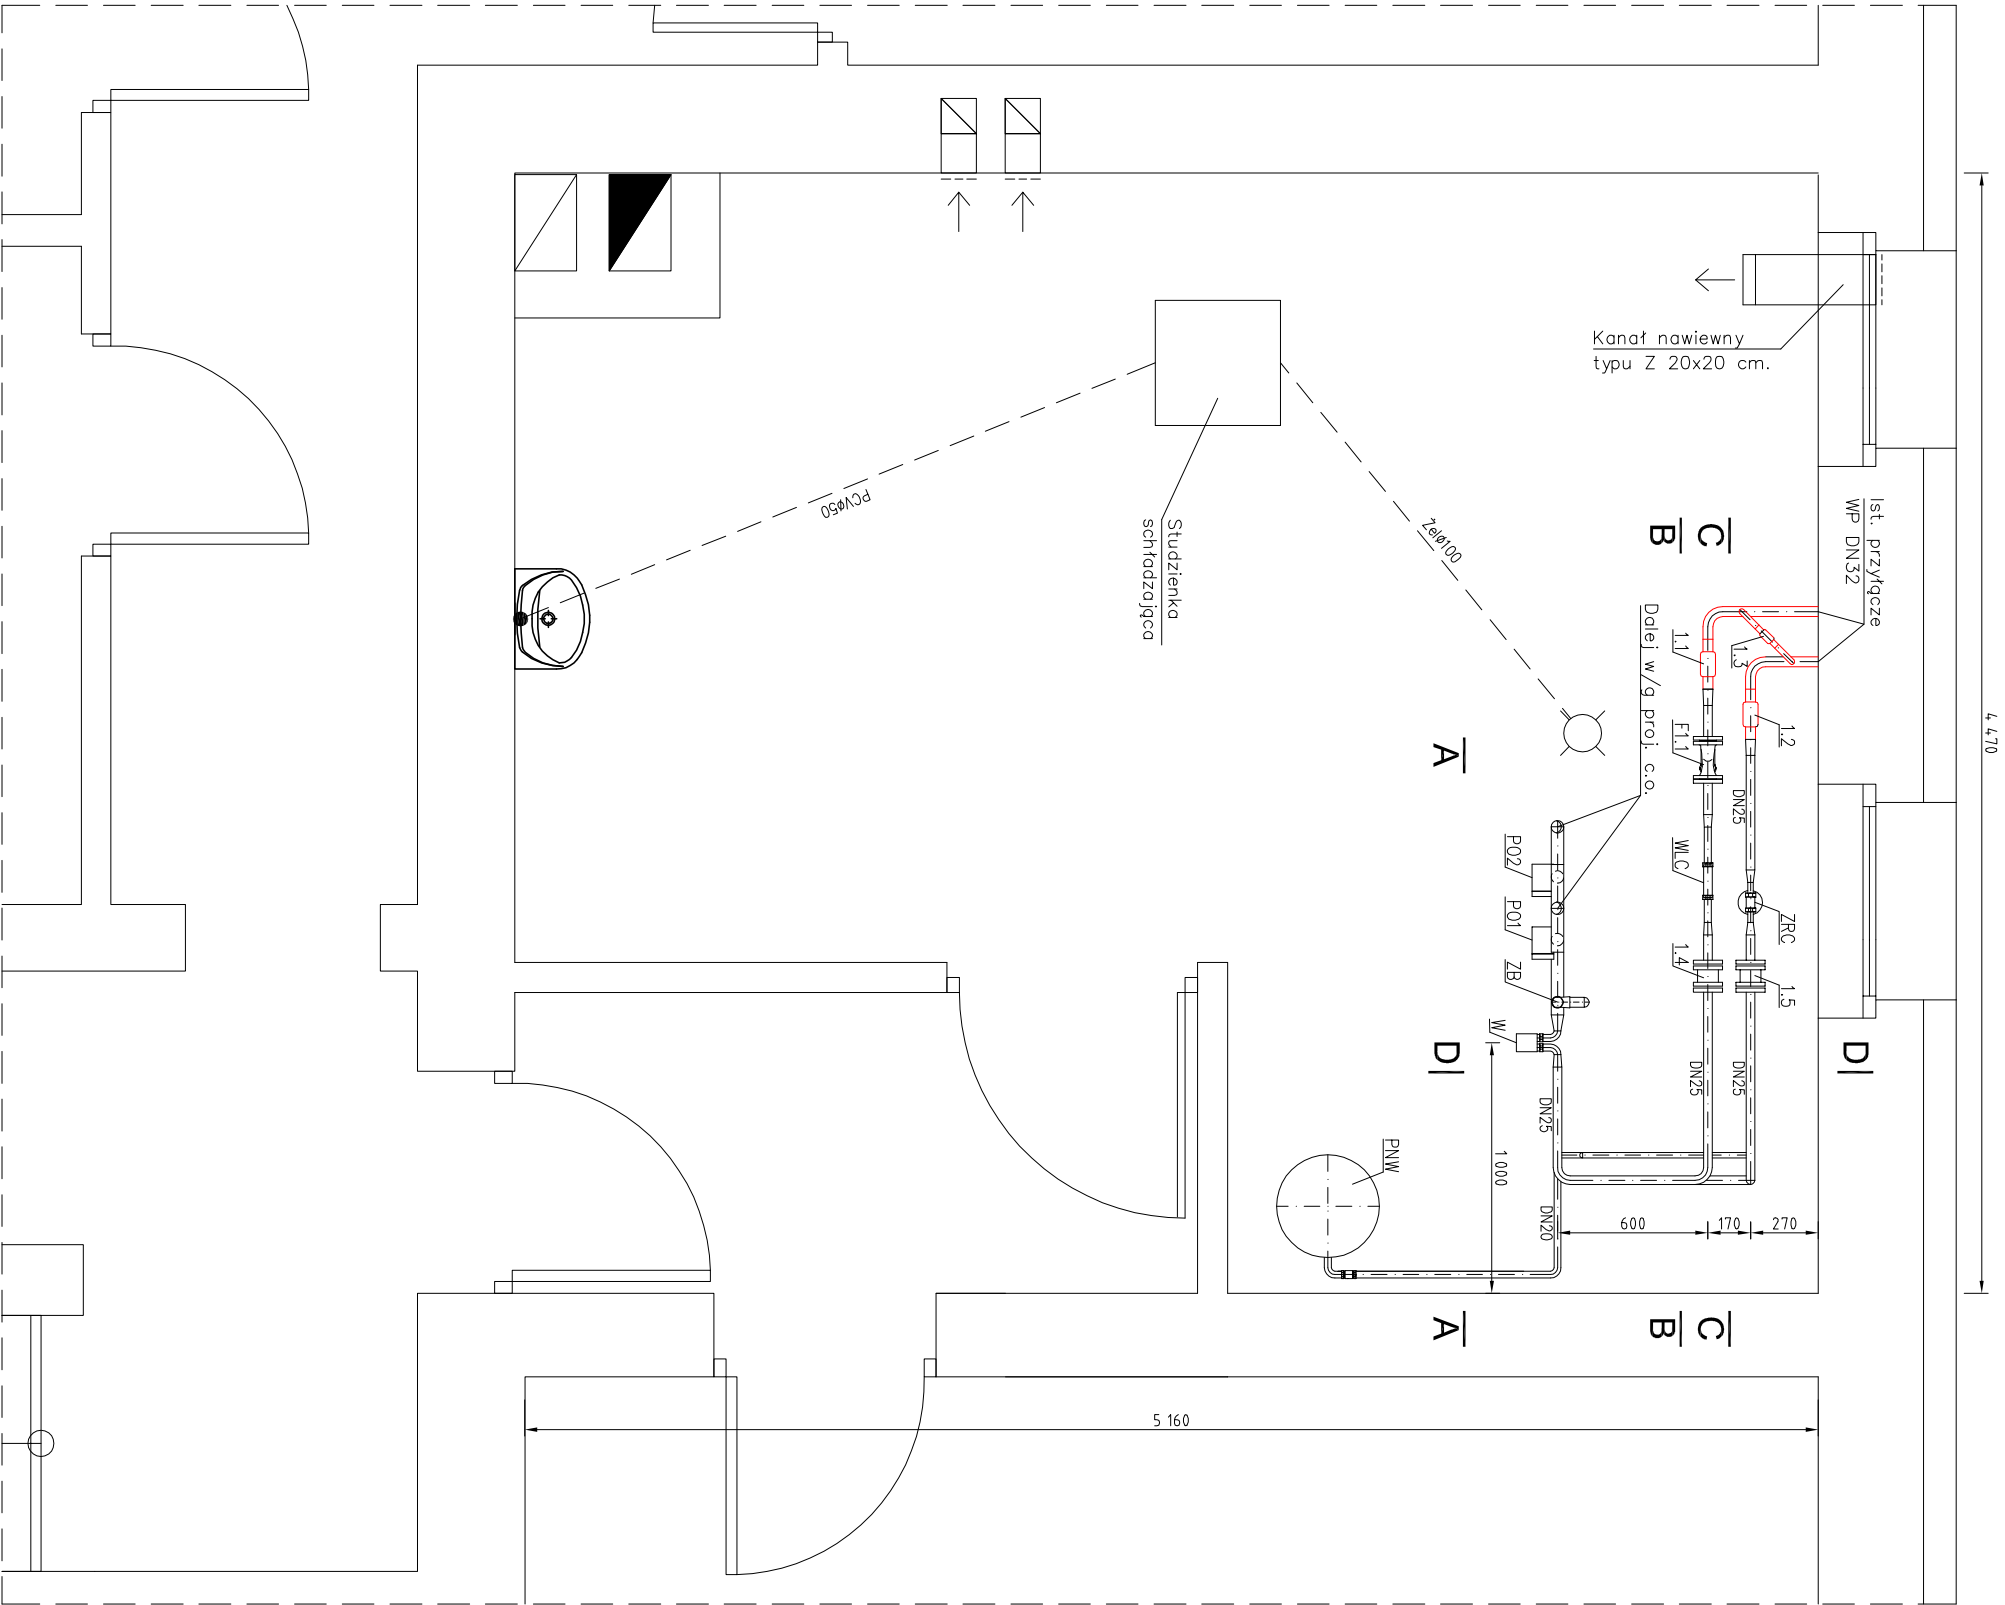 Kanał nawiewny
typu Z 20x20 cm.
Ist. przyłącze
WP DN32
4 470
C
B
PCVø50
Studzienka
schładzająca
Żelø100
Dalej w/g proj. c.o.
1.1
1.3
1.2
F1.1
A
DN25
PO2
WLC
PO1
ZRC
ZB
1.4
1.5
W
D
D
DN25
DN25
DN25
PNW
1 000
DN20
600
170
270
A
B
C
5 160